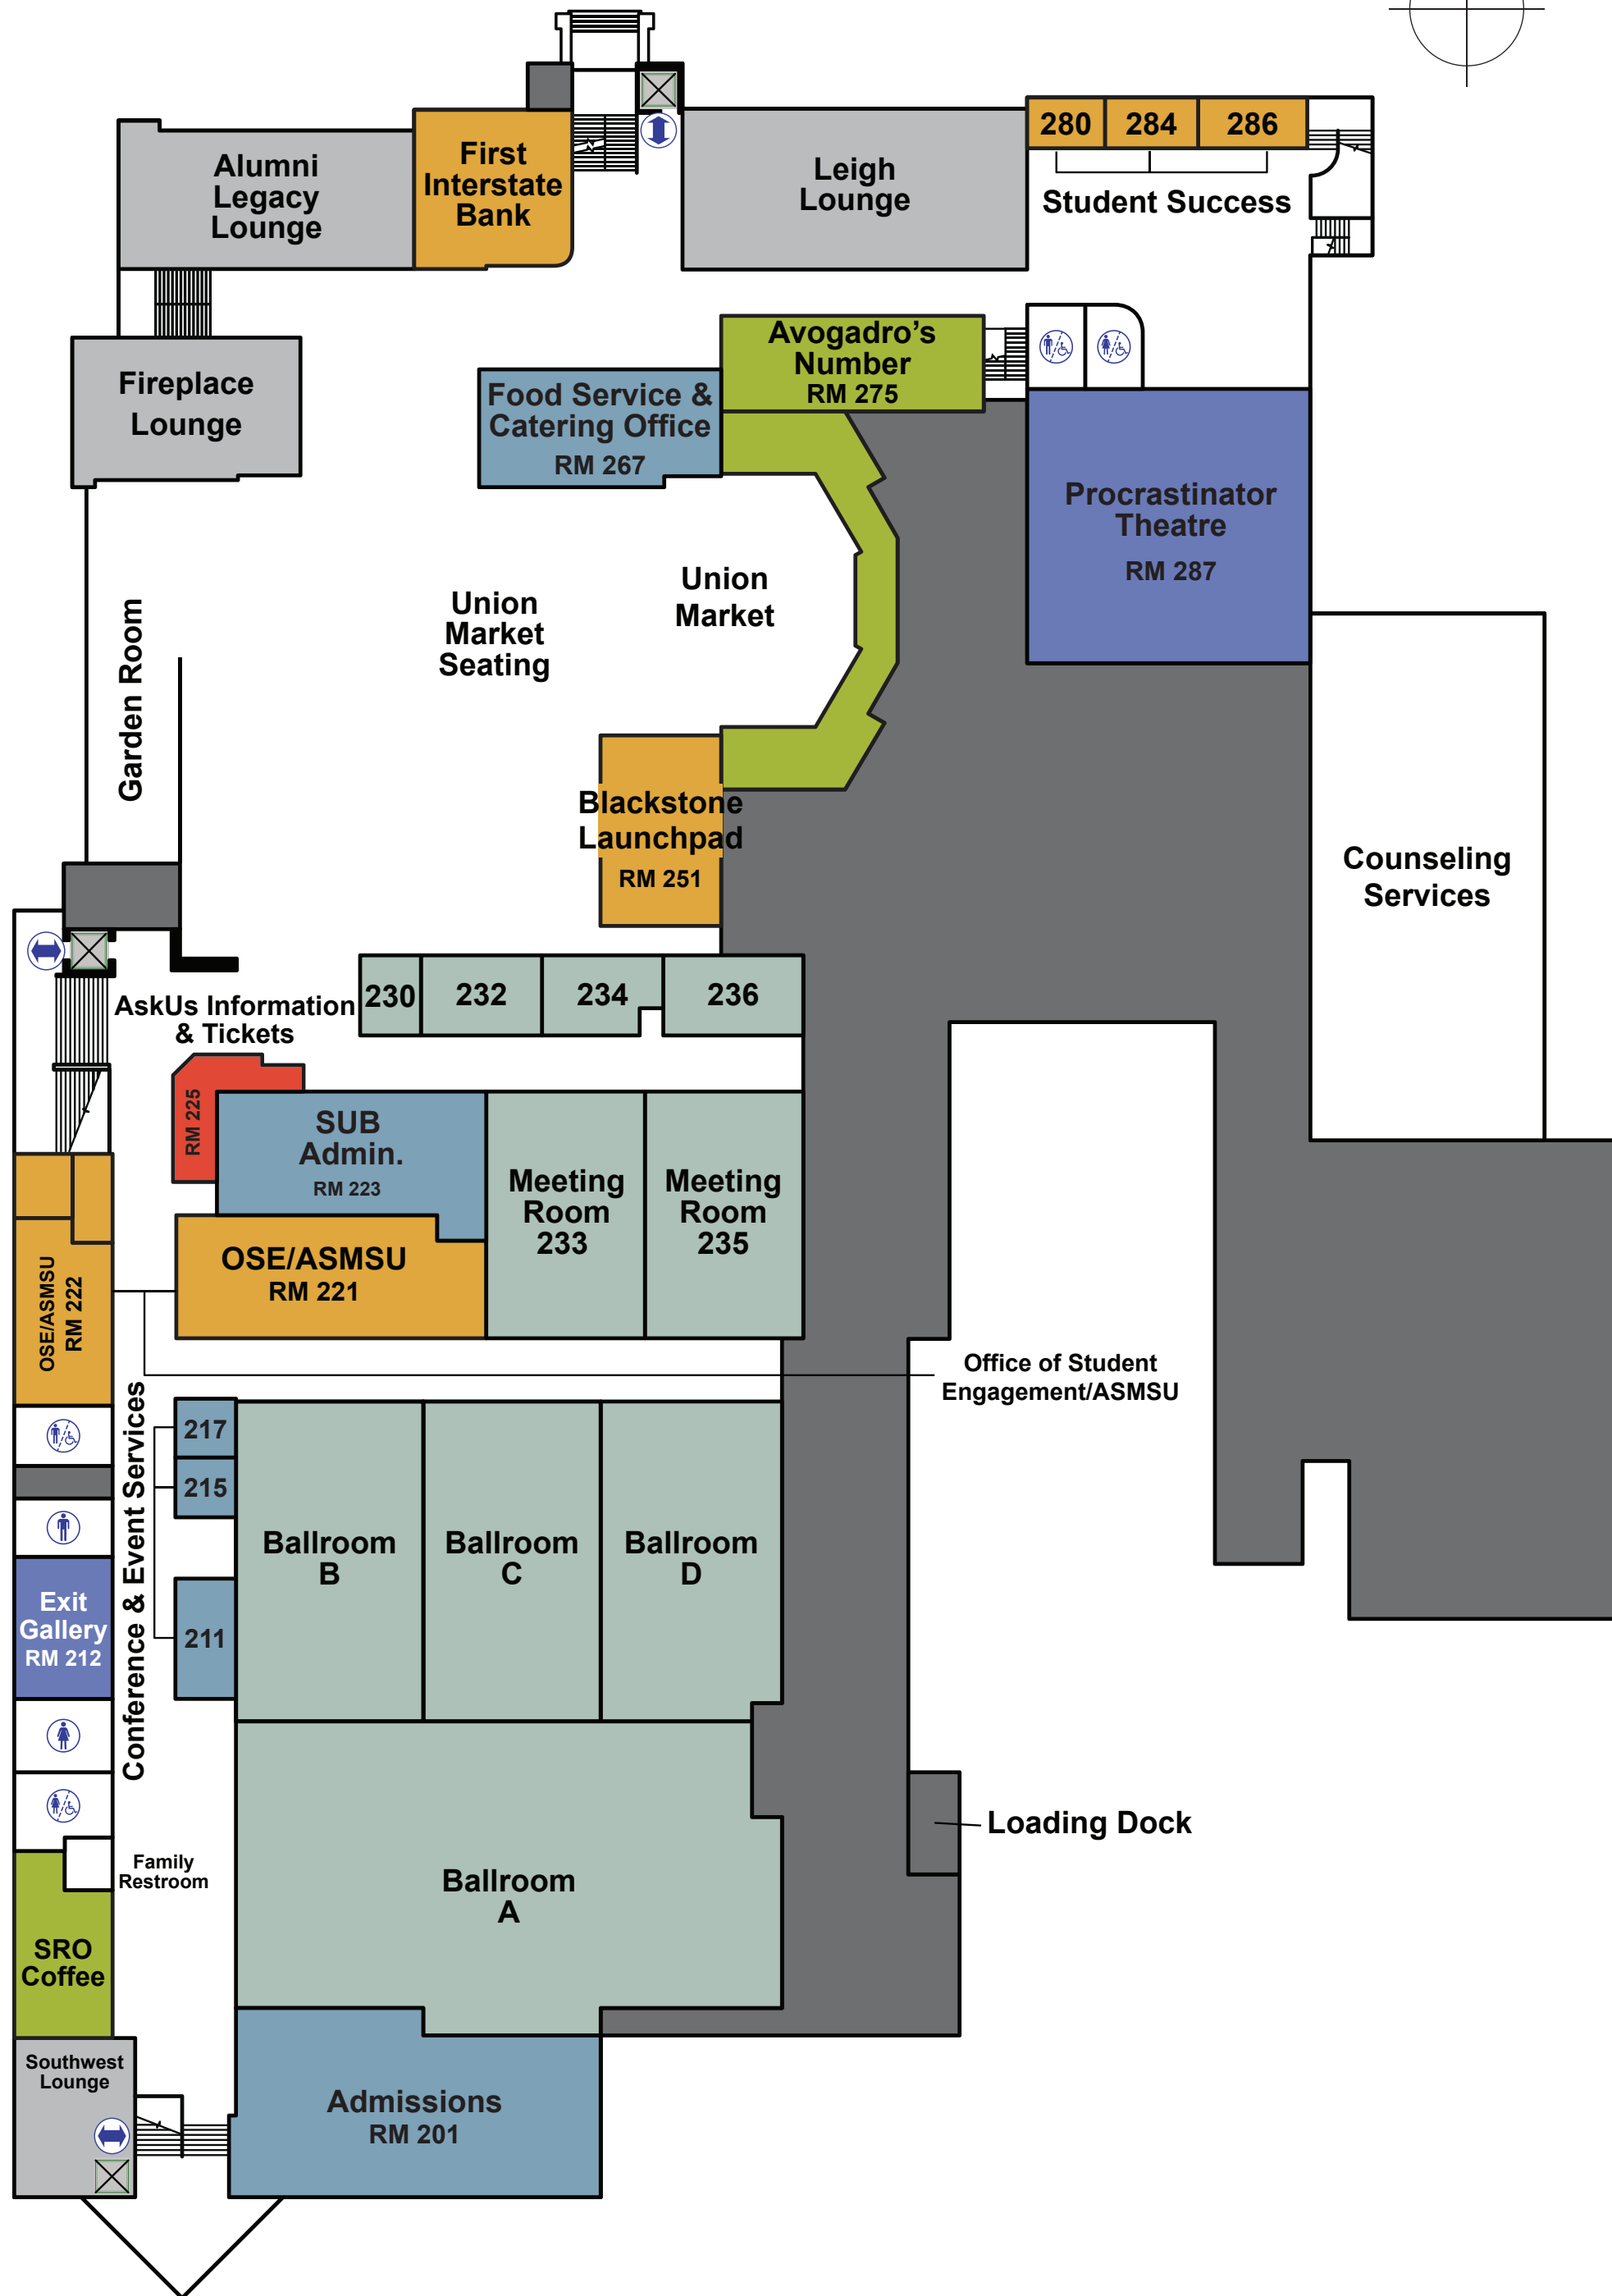 Alumni
Legacy
Lounge
First
Interstate
Bank
Leigh
Lounge
280
284
286
Student Success
Fireplace
Lounge
Avogadro's
Number
RM 275
Food Service &
Catering Office
RM 267
Procrastinator
Theatre
RM 287
Garden Room
Union
Market
Seating
Union
Market
Blackstone
Launchpad
RM 251
Counseling
Services
AskUs Information
& Tickets
230
232
234
236
RM 225
SUB
Admin.
RM 223
Meeting
Room
233
Meeting
Room
235
OSE/ASMSU
RM 221
OSE/ASMSU
RM 222
Office of Student
Engagement/ASMSU
Conference & Event Services
217
215
211
Ballroom
B
Ballroom
C
Ballroom
D
Exit
Gallery
RM 212
Loading Dock
Family
Restroom
Ballroom
A
SRO
Coffee
Southwest
Lounge
Admissions
RM 201